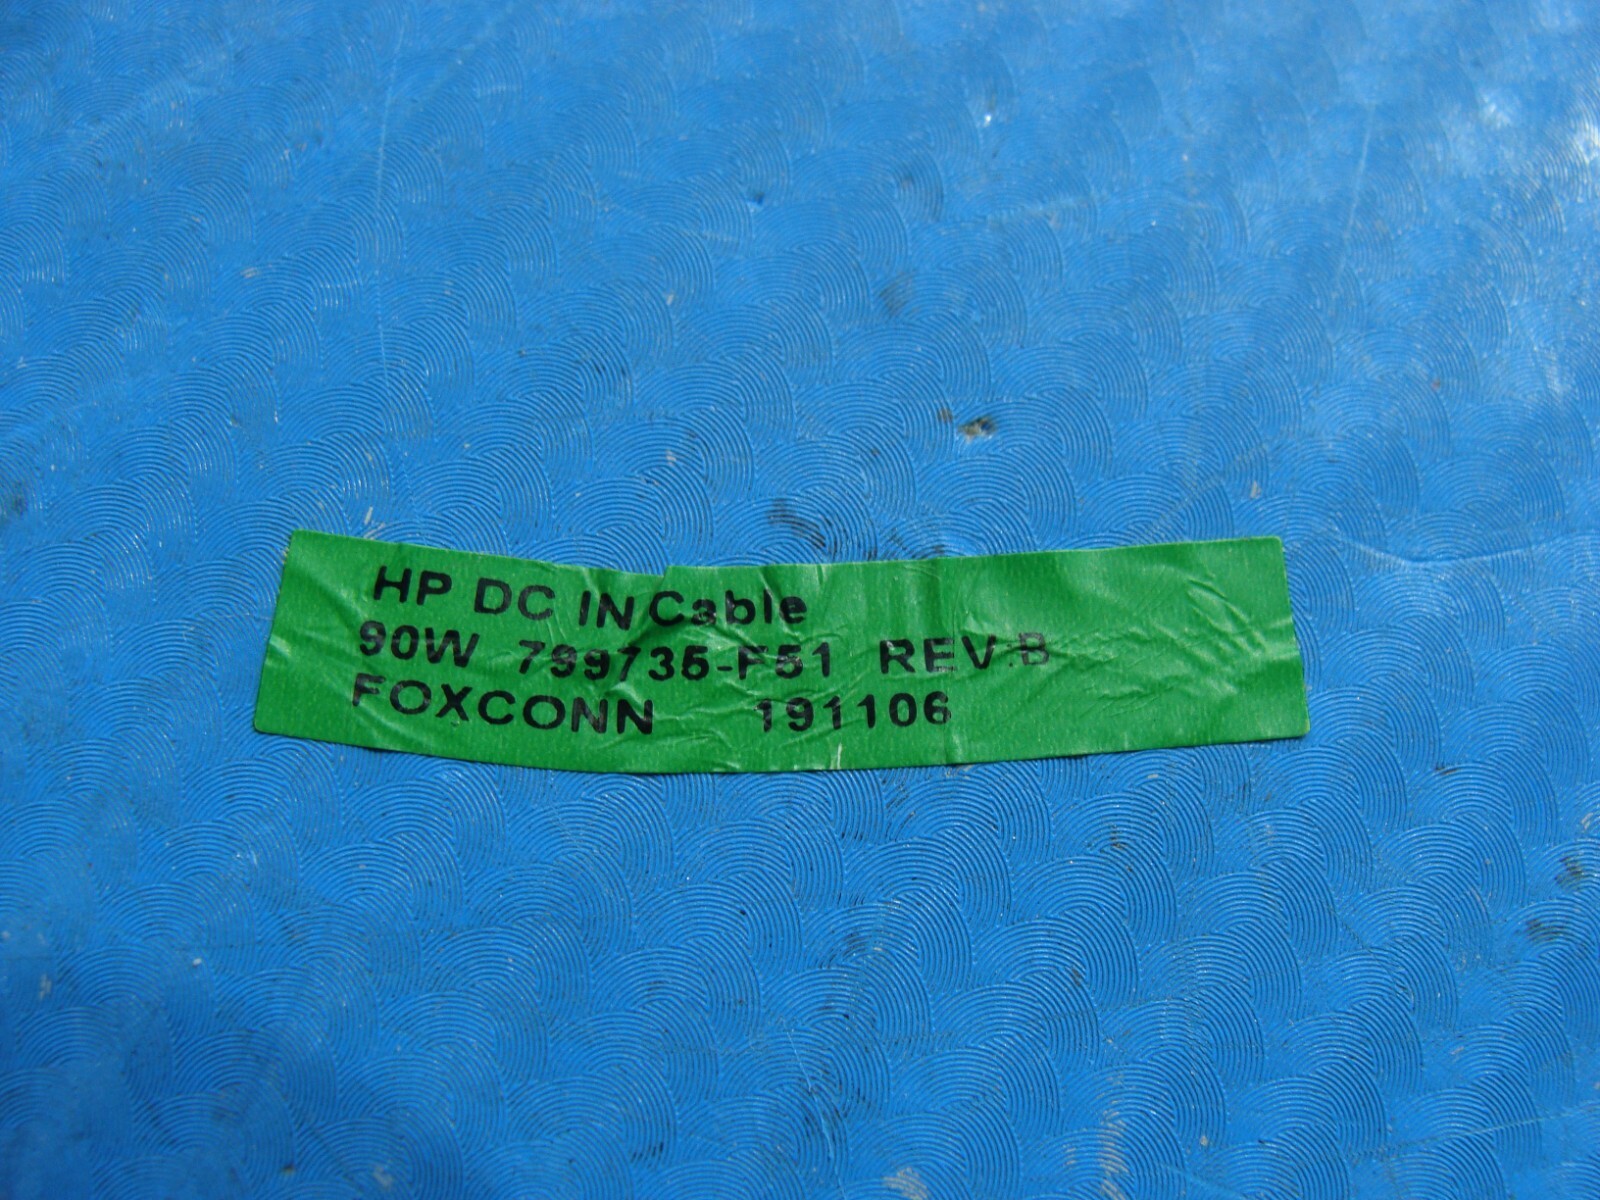 HP DC IN Cable
90W 799735-F51 REV:B
FOXCONN 191106